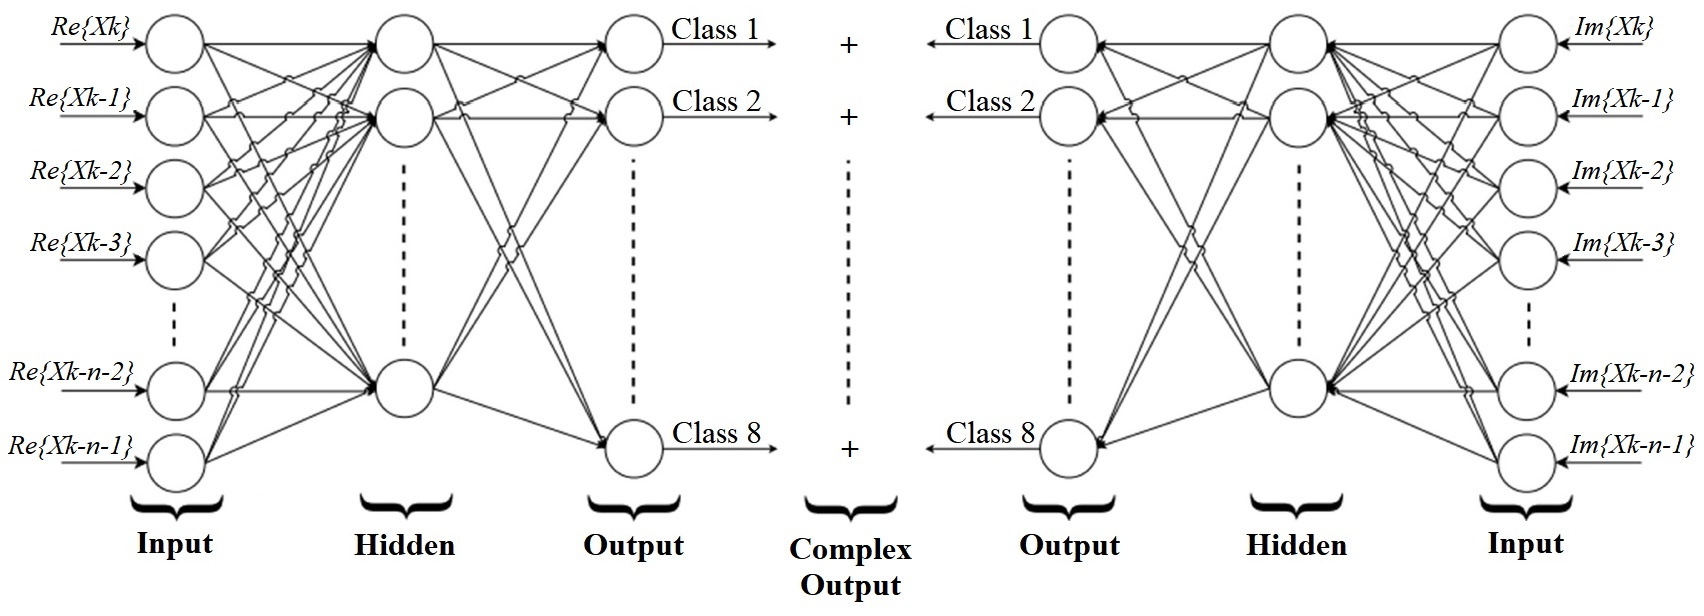 Re{Xk} Class 1 + Class 1 Im{Xk}
Re{Xk-1} Class 2 + Class 2 Im{Xk-1}
Re{Xk-2} Im{Xk-2}
Re{Xk-3} Im{Xk-3}
Re{Xk-n-2} Im{Xk-n-2}
Re{Xk-n-1} Class 8 + Class 8 Im{Xk-n-1}
Input Hidden Output Complex Output Hidden Input
Output